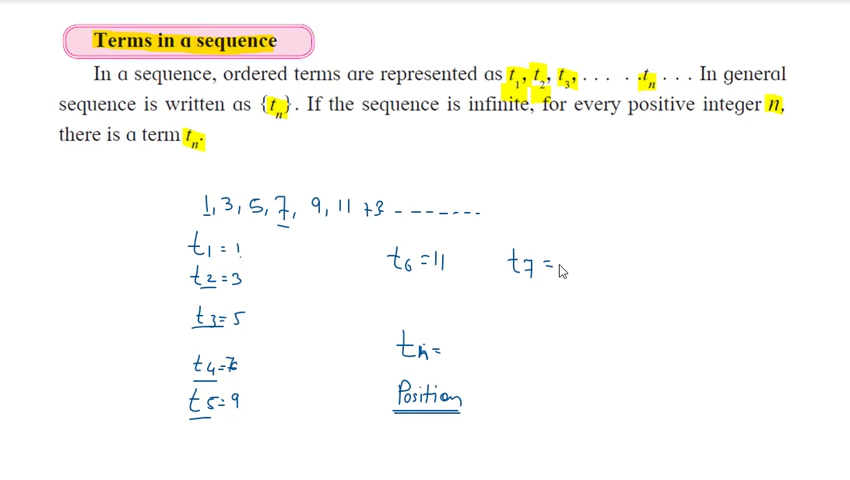 Terms in a sequence
In a sequence, ordered terms are represented as t₁, t₂, t₃, . . . . . tₙ . . . In general
sequence is written as {tₙ}. If the sequence is infinite, for every positive integer n,
there is a term tₙ.
1, 3, 5, 7, 9, 11 13 - - - - - - -
t₁ = 1
t₂ = 3
t₃ = 5
t₄ = 7
t₅ = 9
t₆ = 11
t₇ =
tₙ =
Position